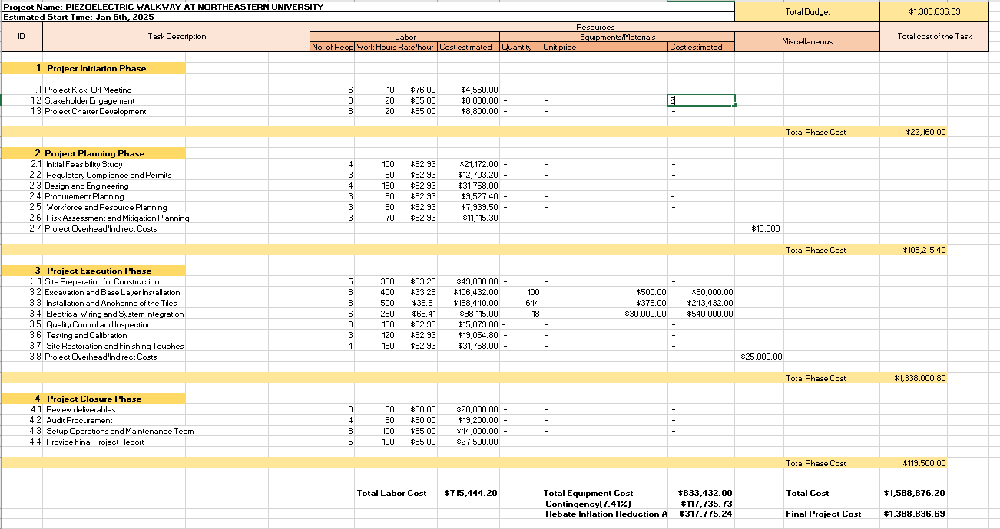 Project Name: PIEZOELECTRIC WALKWAY AT NORTHEASTERN UNIVERSITY
Estimated Start Time: Jan 6th, 2025
Total Budget $1,388,836.69
Resources
ID Task Description Labor Equipments/Materials Miscellaneous Total cost of the Task
No. of Peop Work Hours Rate/hour Cost estimated Quantity Unit price Cost estimated
1 Project Initiation Phase
1.1 Project Kick-Off Meeting 6 10 $76.00 $4,560.00 - - -
1.2 Stakeholder Engagement 8 20 $55.00 $8,800.00 - -
1.3 Project Charter Development 8 20 $55.00 $8,800.00 - - -
Total Phase Cost $22,160.00
2 Project Planning Phase
2.1 Initial Feasibility Study 4 100 $52.93 $21,172.00 - - -
2.2 Regulatory Compliance and Permits 3 80 $52.93 $12,703.20 - - -
2.3 Design and Engineering 4 150 $52.93 $31,758.00 - - -
2.4 Procurement Planning 3 60 $52.93 $9,527.40 - - -
2.5 Workforce and Resource Planning 3 50 $52.93 $7,939.50 - - -
2.6 Risk Assessment and Mitigation Planning 3 70 $52.93 $11,115.30 - - -
2.7 Project Overhead/Indirect Costs $15,000
Total Phase Cost $109,215.40
3 Project Execution Phase
3.1 Site Preparation for Construction 5 300 $33.26 $49,890.00 - - -
3.2 Excavation and Base Layer Installation 8 400 $33.26 $106,432.00 100 $500.00 $50,000.00
3.3 Installation and Anchoring of the Tiles 8 500 $39.61 $158,440.00 644 $378.00 $243,432.00
3.4 Electrical Wiring and System Integration 6 250 $65.41 $98,115.00 18 $30,000.00 $540,000.00
3.5 Quality Control and Inspection 3 100 $52.93 $15,879.00 - - -
3.6 Testing and Calibration 3 120 $52.93 $19,054.80 - - -
3.7 Site Restoration and Finishing Touches 4 150 $52.93 $31,758.00 - - -
3.8 Project Overhead/Indirect Costs $25,000.00
Total Phase Cost $1,338,000.80
4 Project Closure Phase
4.1 Review deliverables 8 60 $60.00 $28,800.00 - - -
4.2 Audit Procurement 4 80 $60.00 $19,200.00 - - -
4.3 Setup Operations and Maintenance Team 8 100 $55.00 $44,000.00 - - -
4.4 Provide Final Project Report 5 100 $55.00 $27,500.00 - - -
Total Phase Cost $119,500.00
Total Labor Cost $715,444.20 Total Equipment Cost $833,432.00 Total Cost $1,588,876.20
Contingency(7.41%) $117,735.73
Rebate Inflation Reduction A $317,775.24 Final Project Cost $1,388,836.69